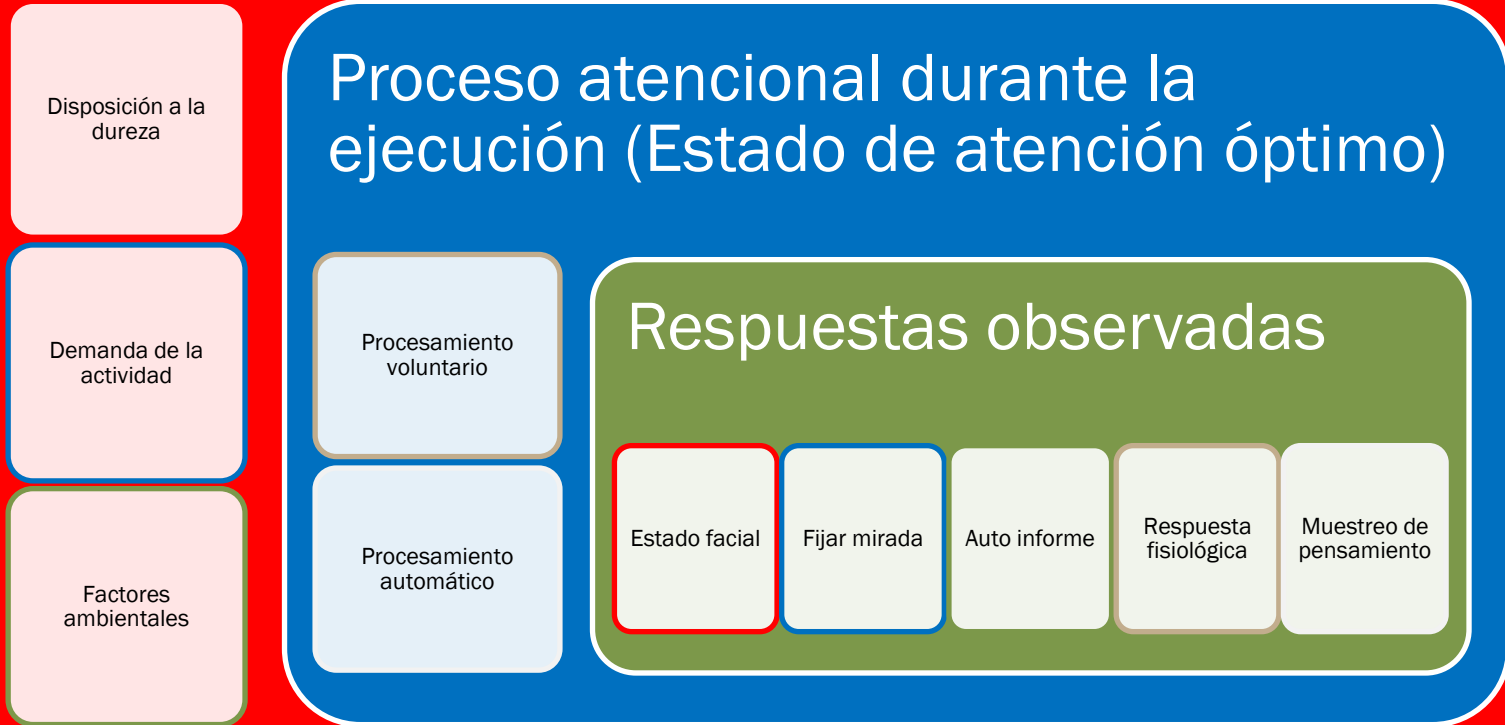 Disposición a la
dureza
Demanda de la
actividad
Factores
ambientales
Proceso atencional durante la
ejecución (Estado de atención óptimo)
Procesamiento
voluntario
Procesamiento
automático
Respuestas observadas
Estado facial
Fijar mirada
Auto informe
Respuesta
fisiológica
Muestreo de
pensamiento